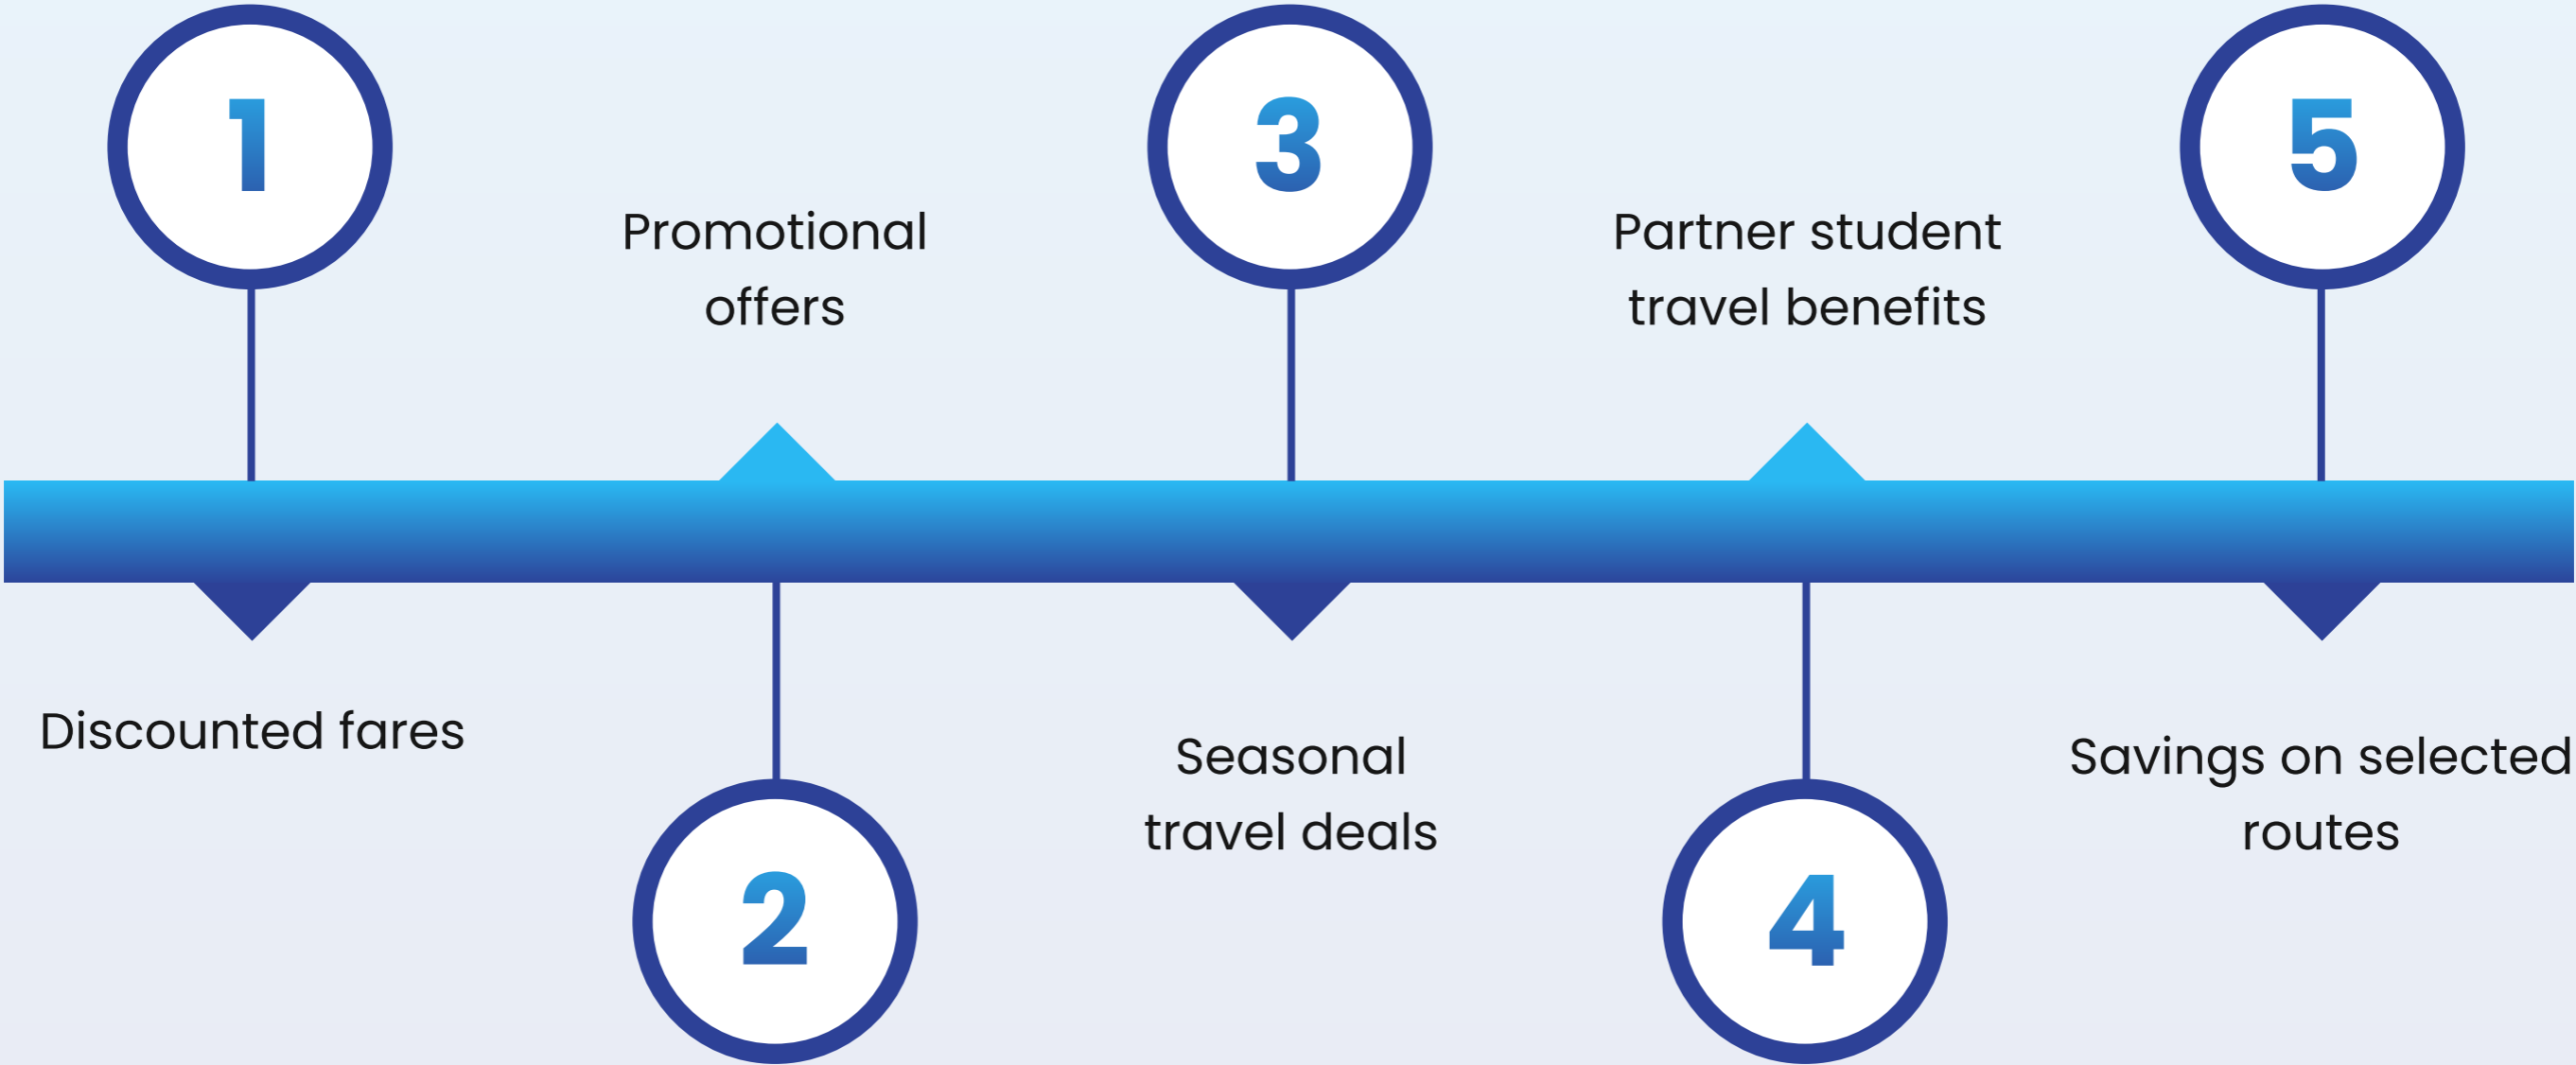 1
Discounted fares
2
Promotional
offers
3
Seasonal
travel deals
4
Partner student
travel benefits
5
Savings on selected
routes